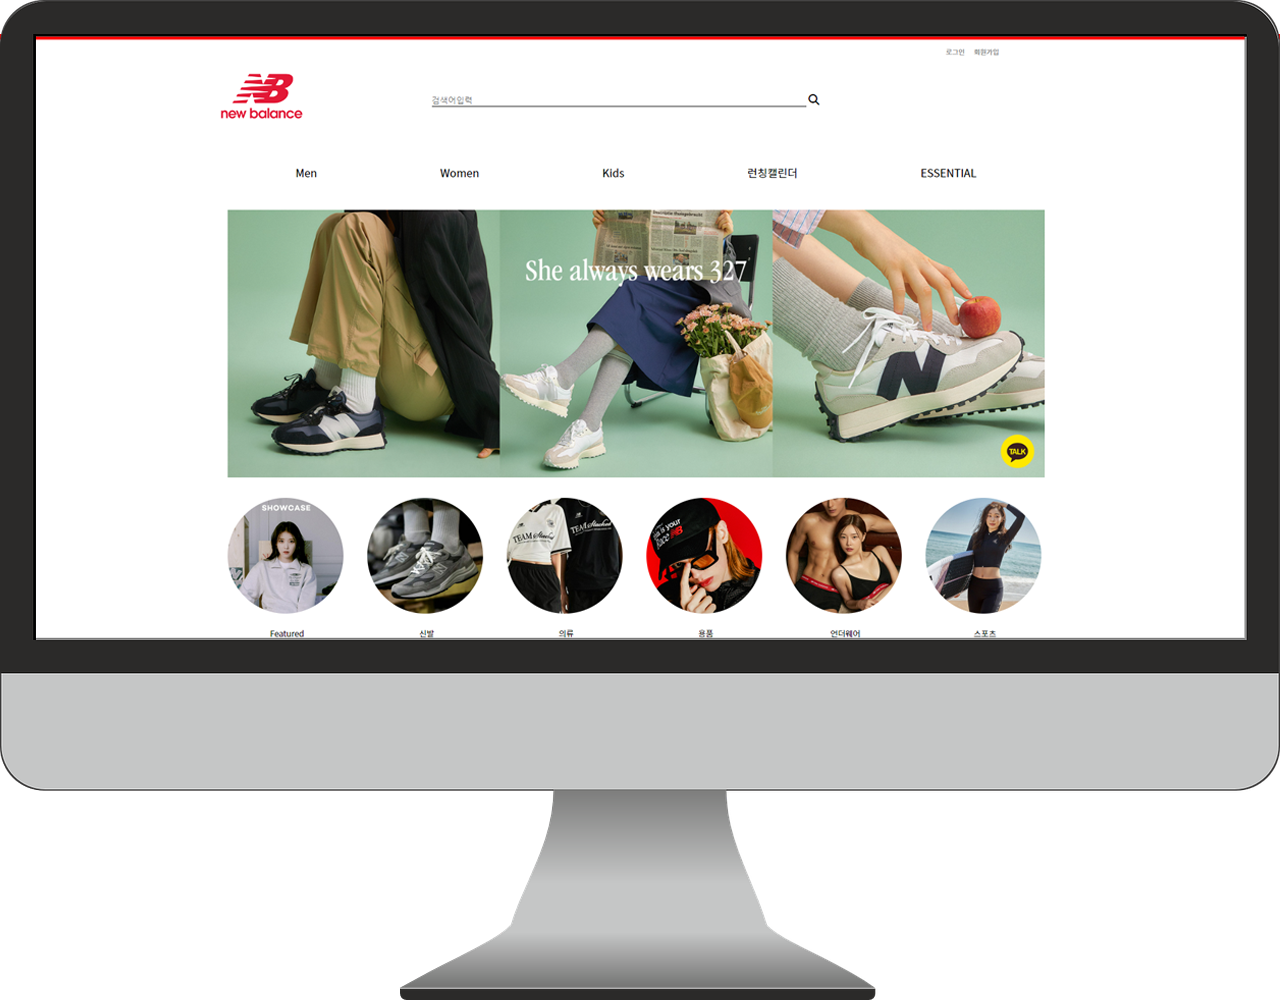 로그인 회원가입
NB
new balance
검색어입력
Men Women Kids 런칭캘린더 ESSENTIAL
She always wears 327
N
TALK
SHOWCASE
TEAM
TEAM
Featured 신발 의류 용품 언더웨어 스포츠